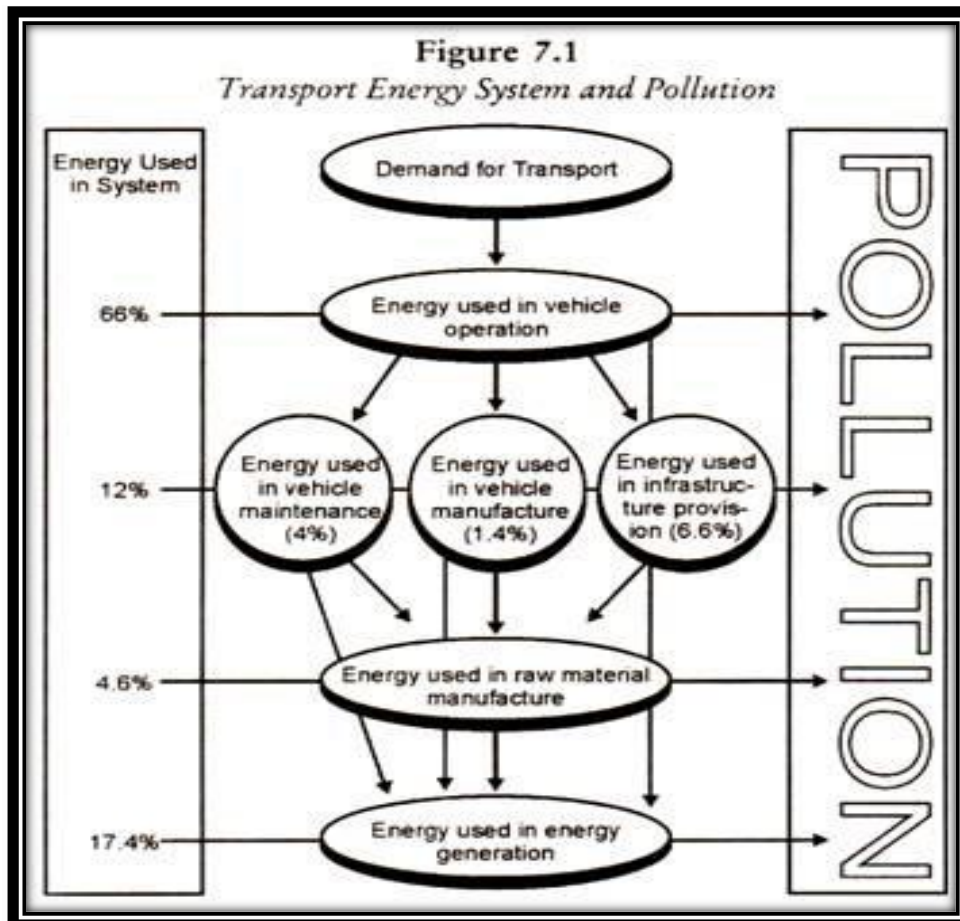 Figure 7.1
Transport Energy System and Pollution
Energy Used
in System
Demand for Transport
66%
Energy used in vehicle
operation
12%
Energy used
in vehicle
maintenance
(4%)
Energy used
in vehicle
manufacture
(1.4%)
Energy used
in infrastruc-
ture provis-
ion (6.6%)
4.6%
Energy used in raw material
manufacture
17.4%
Energy used in energy
generation
POLLUTION